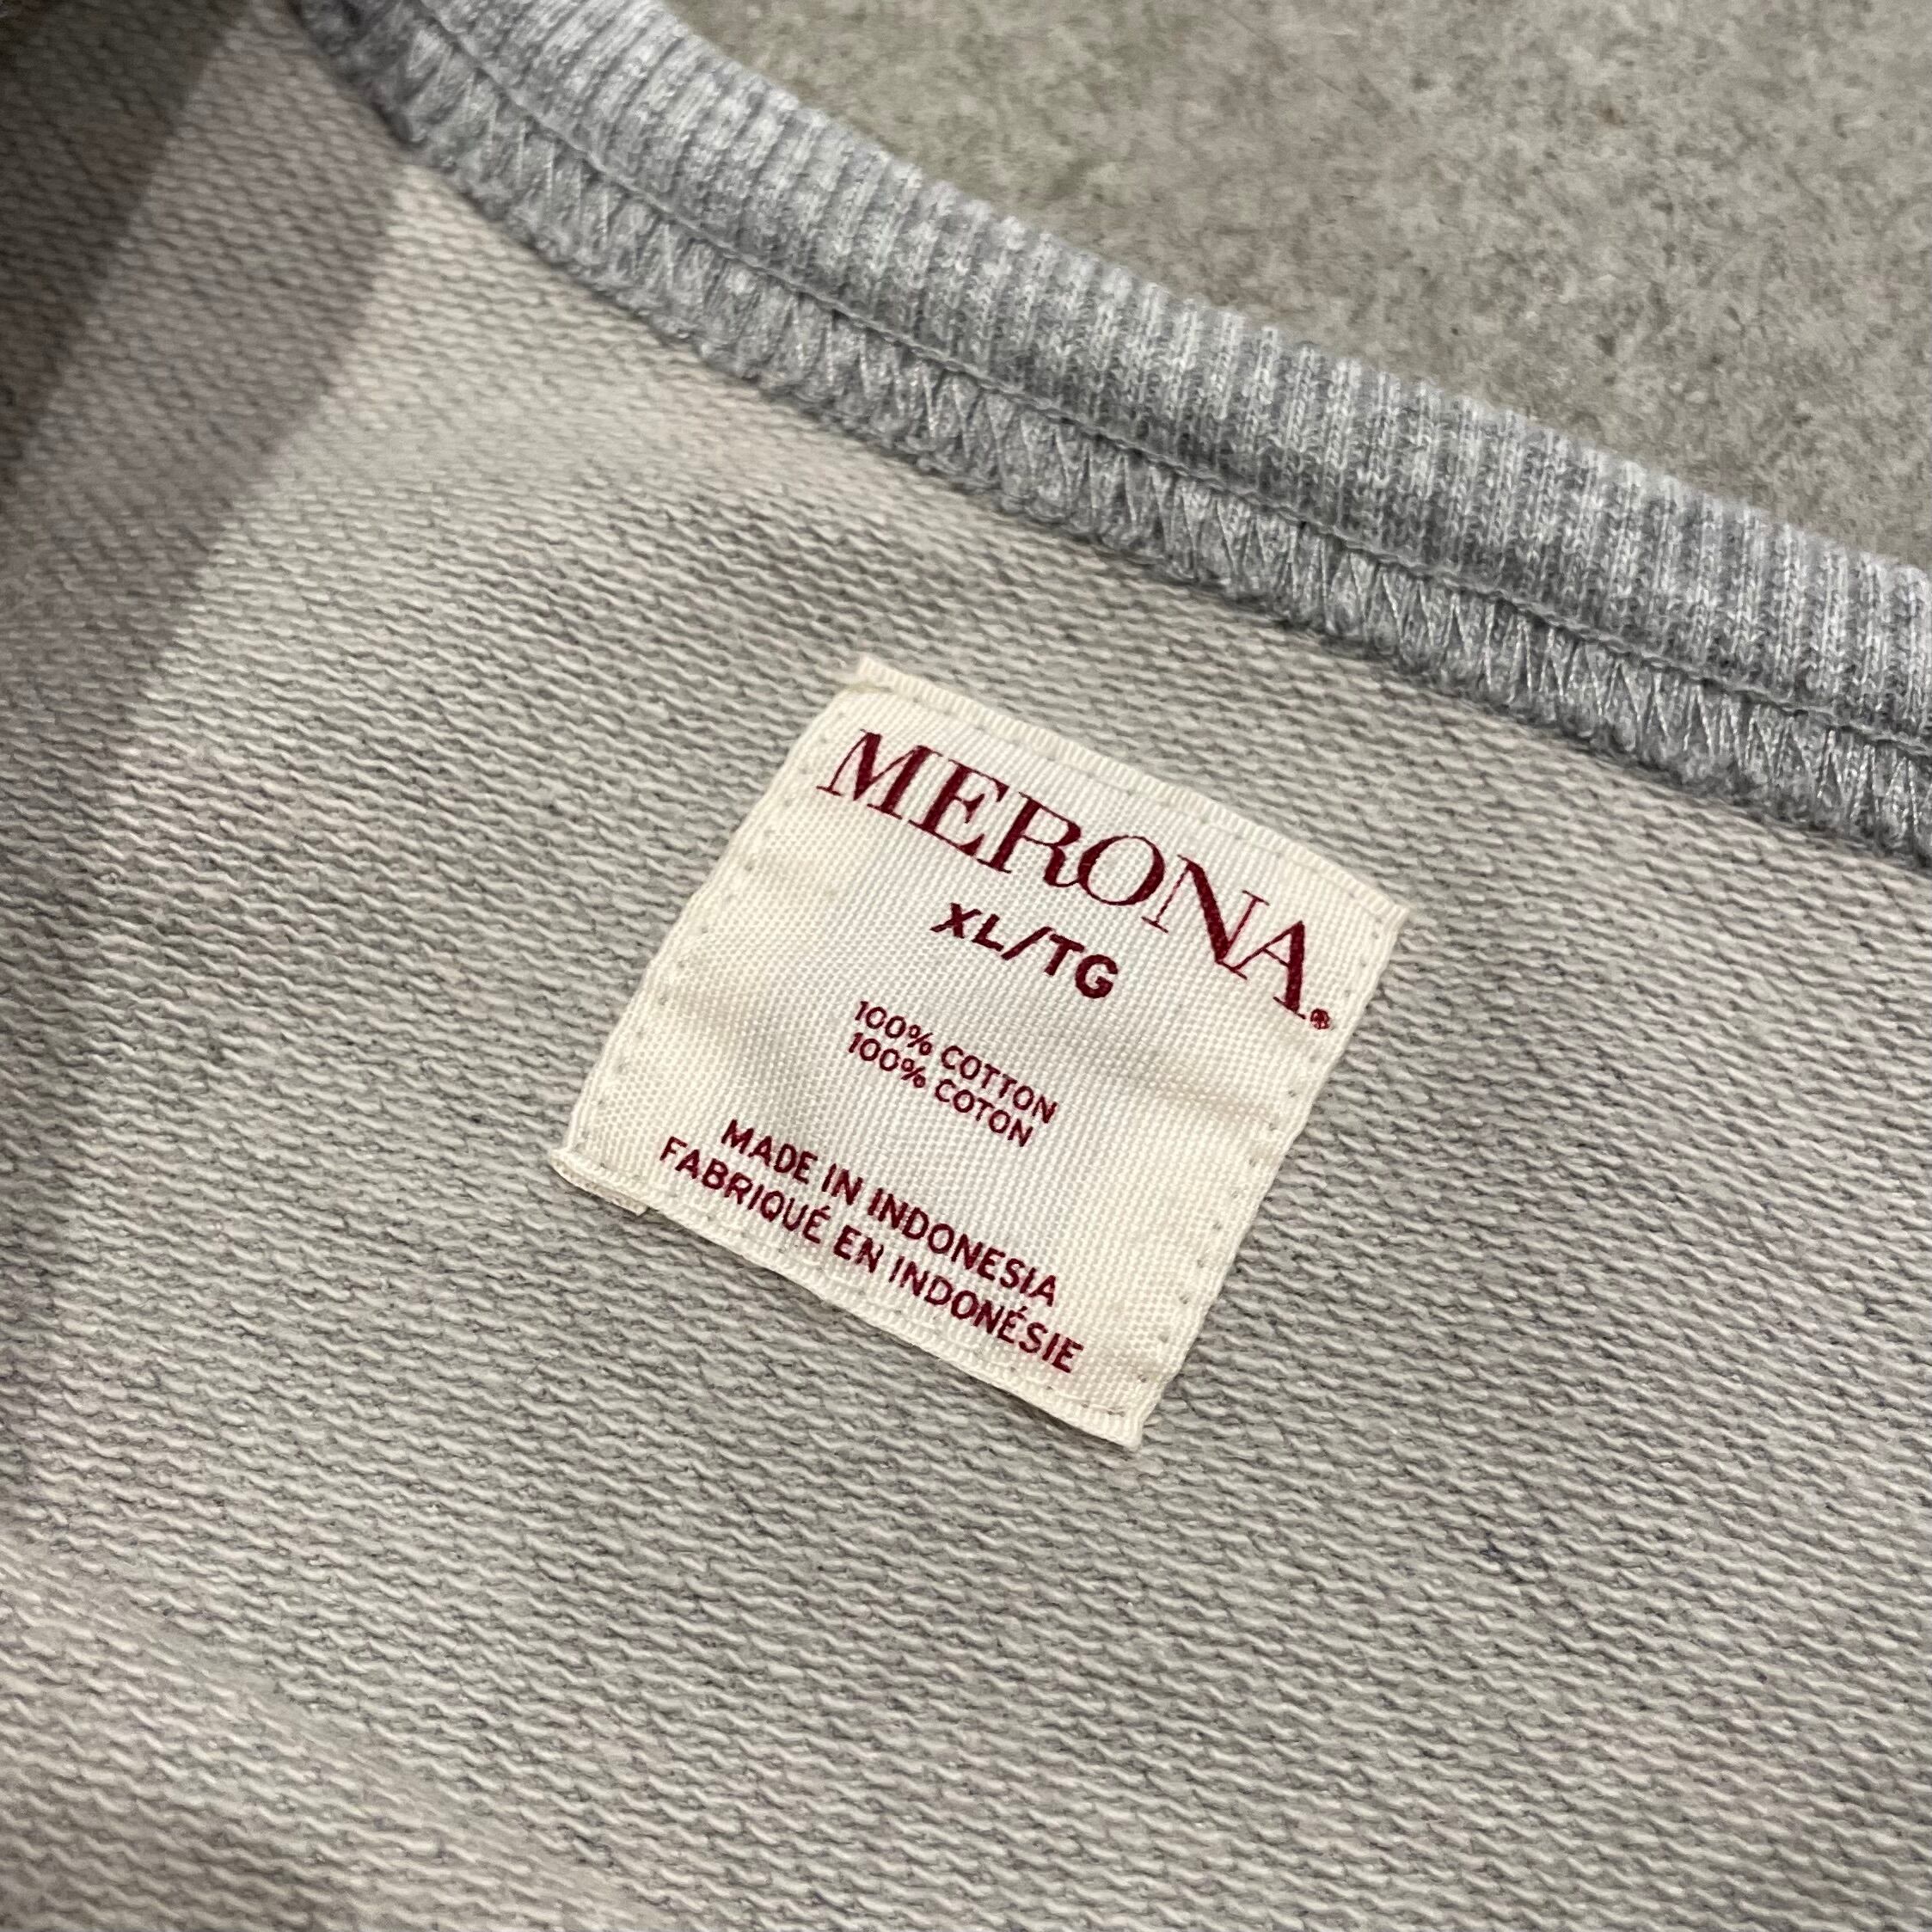 MERONA®
XL/TG
100% COTTON
100% COTON
MADE IN INDONESIA
FABRIQUÉ EN INDONÉSIE